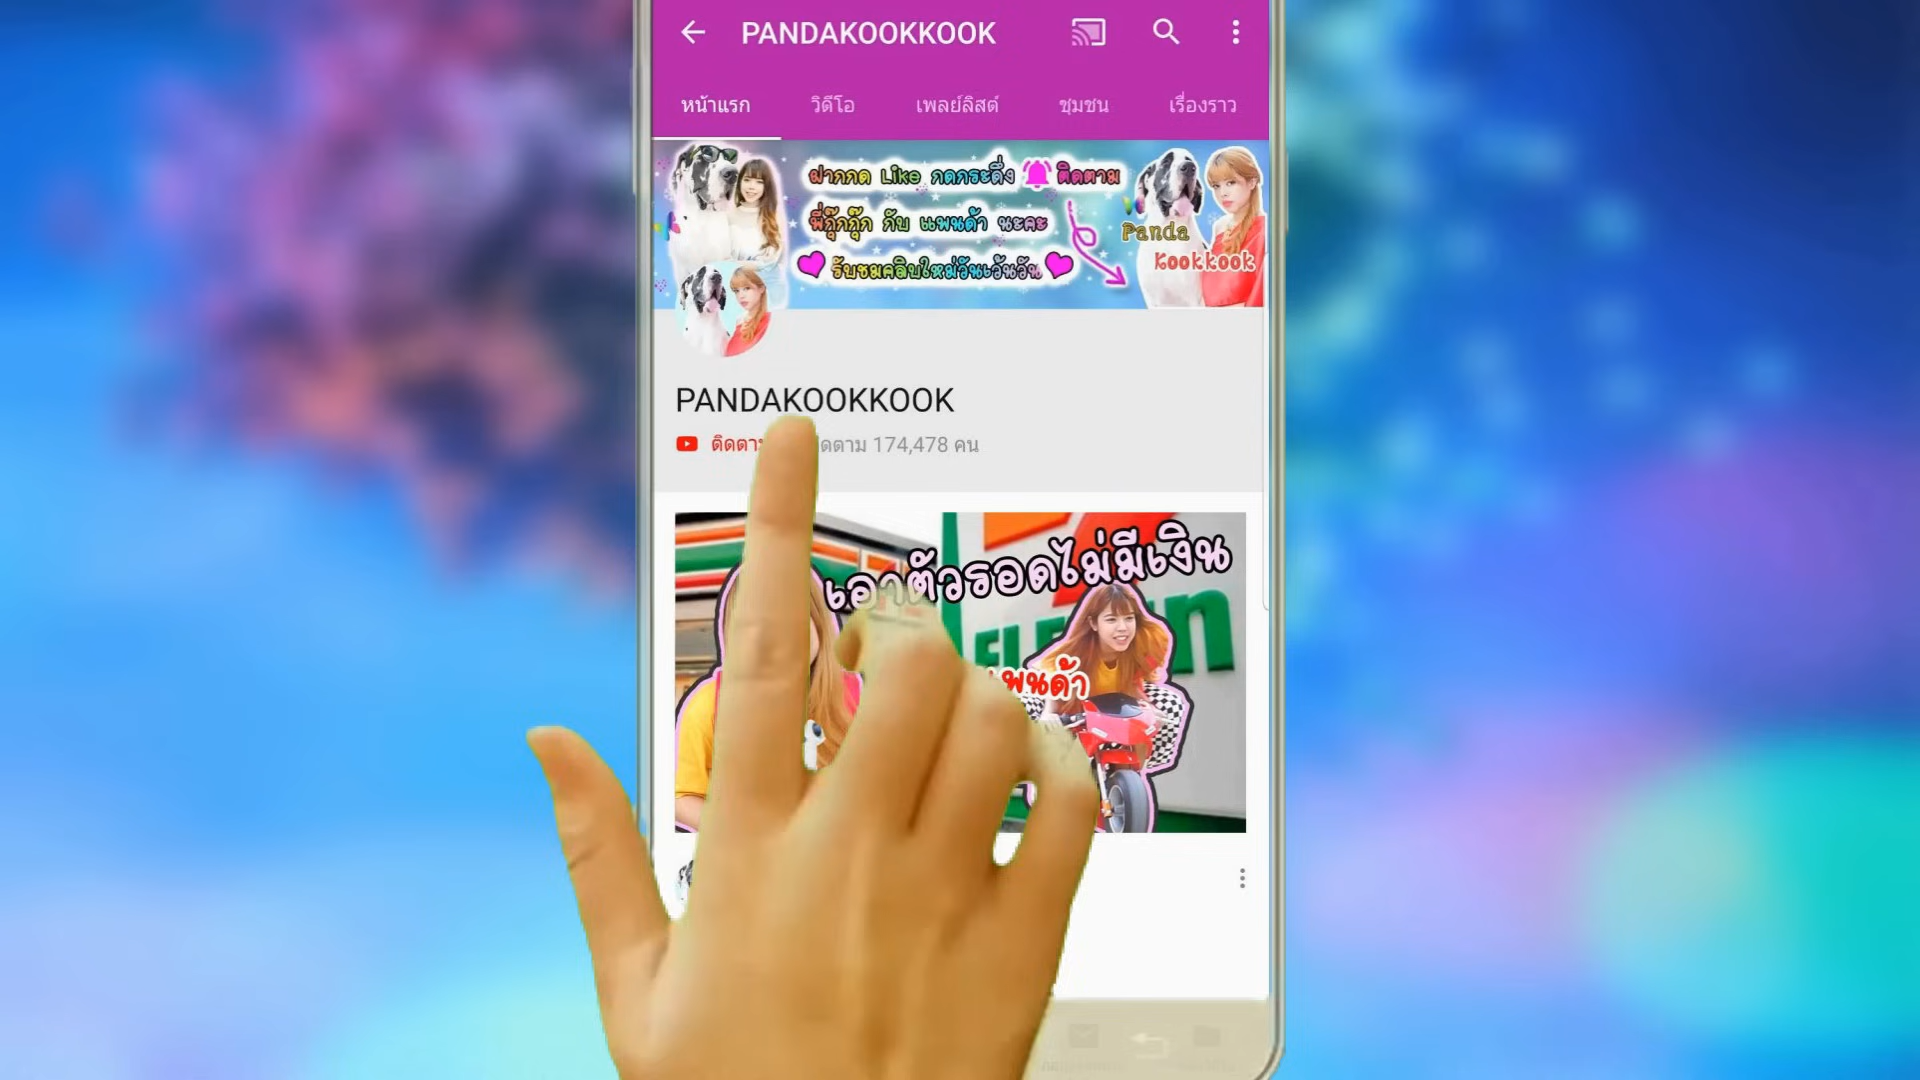 PANDAKOOKKOOK
หน้าแรก วิดีโอ เพลย์ลิสต์ ชุมชน เรื่องราว
ฝากกด Like กดกระดิ่ง ติดตาม
พี่กุ๊กกุ๊ก กับ แพนด้า นะคะ
รับชมคลิปใหม่วันเว้นวัน
Panda
Kookkook
PANDAKOOKKOOK
174,478 คน
เอาตัวรอดไม่มีเงิน
แพนด้า